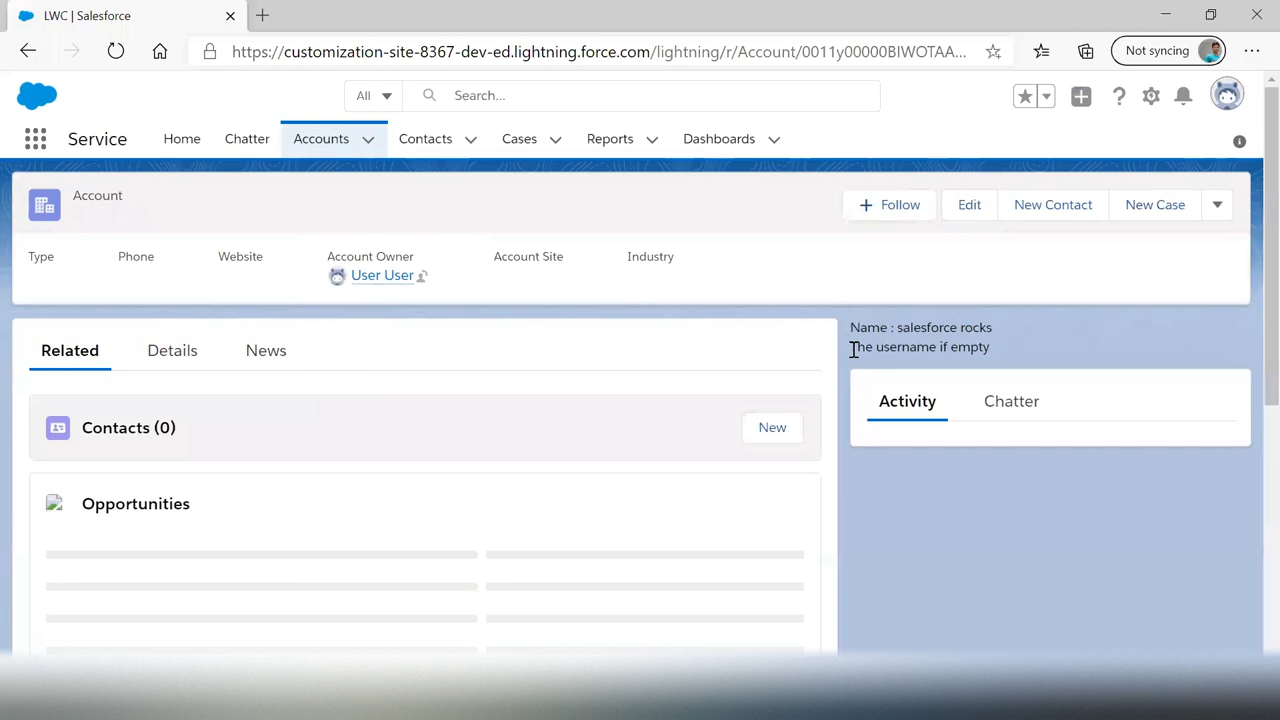 LWC | Salesforce
https://customization-site-8367-dev-ed.lightning.force.com/lightning/r/Account/0011y00000BIWOTAA...
Not syncing
All
Search...
Service
Home
Chatter
Accounts
Contacts
Cases
Reports
Dashboards
Account
Follow
Edit
New Contact
New Case
Type
Phone
Website
Account Owner
Account Site
Industry
User User
Related
Details
News
Name : salesforce rocks
The username if empty
Activity
Chatter
Contacts (0)
New
Opportunities